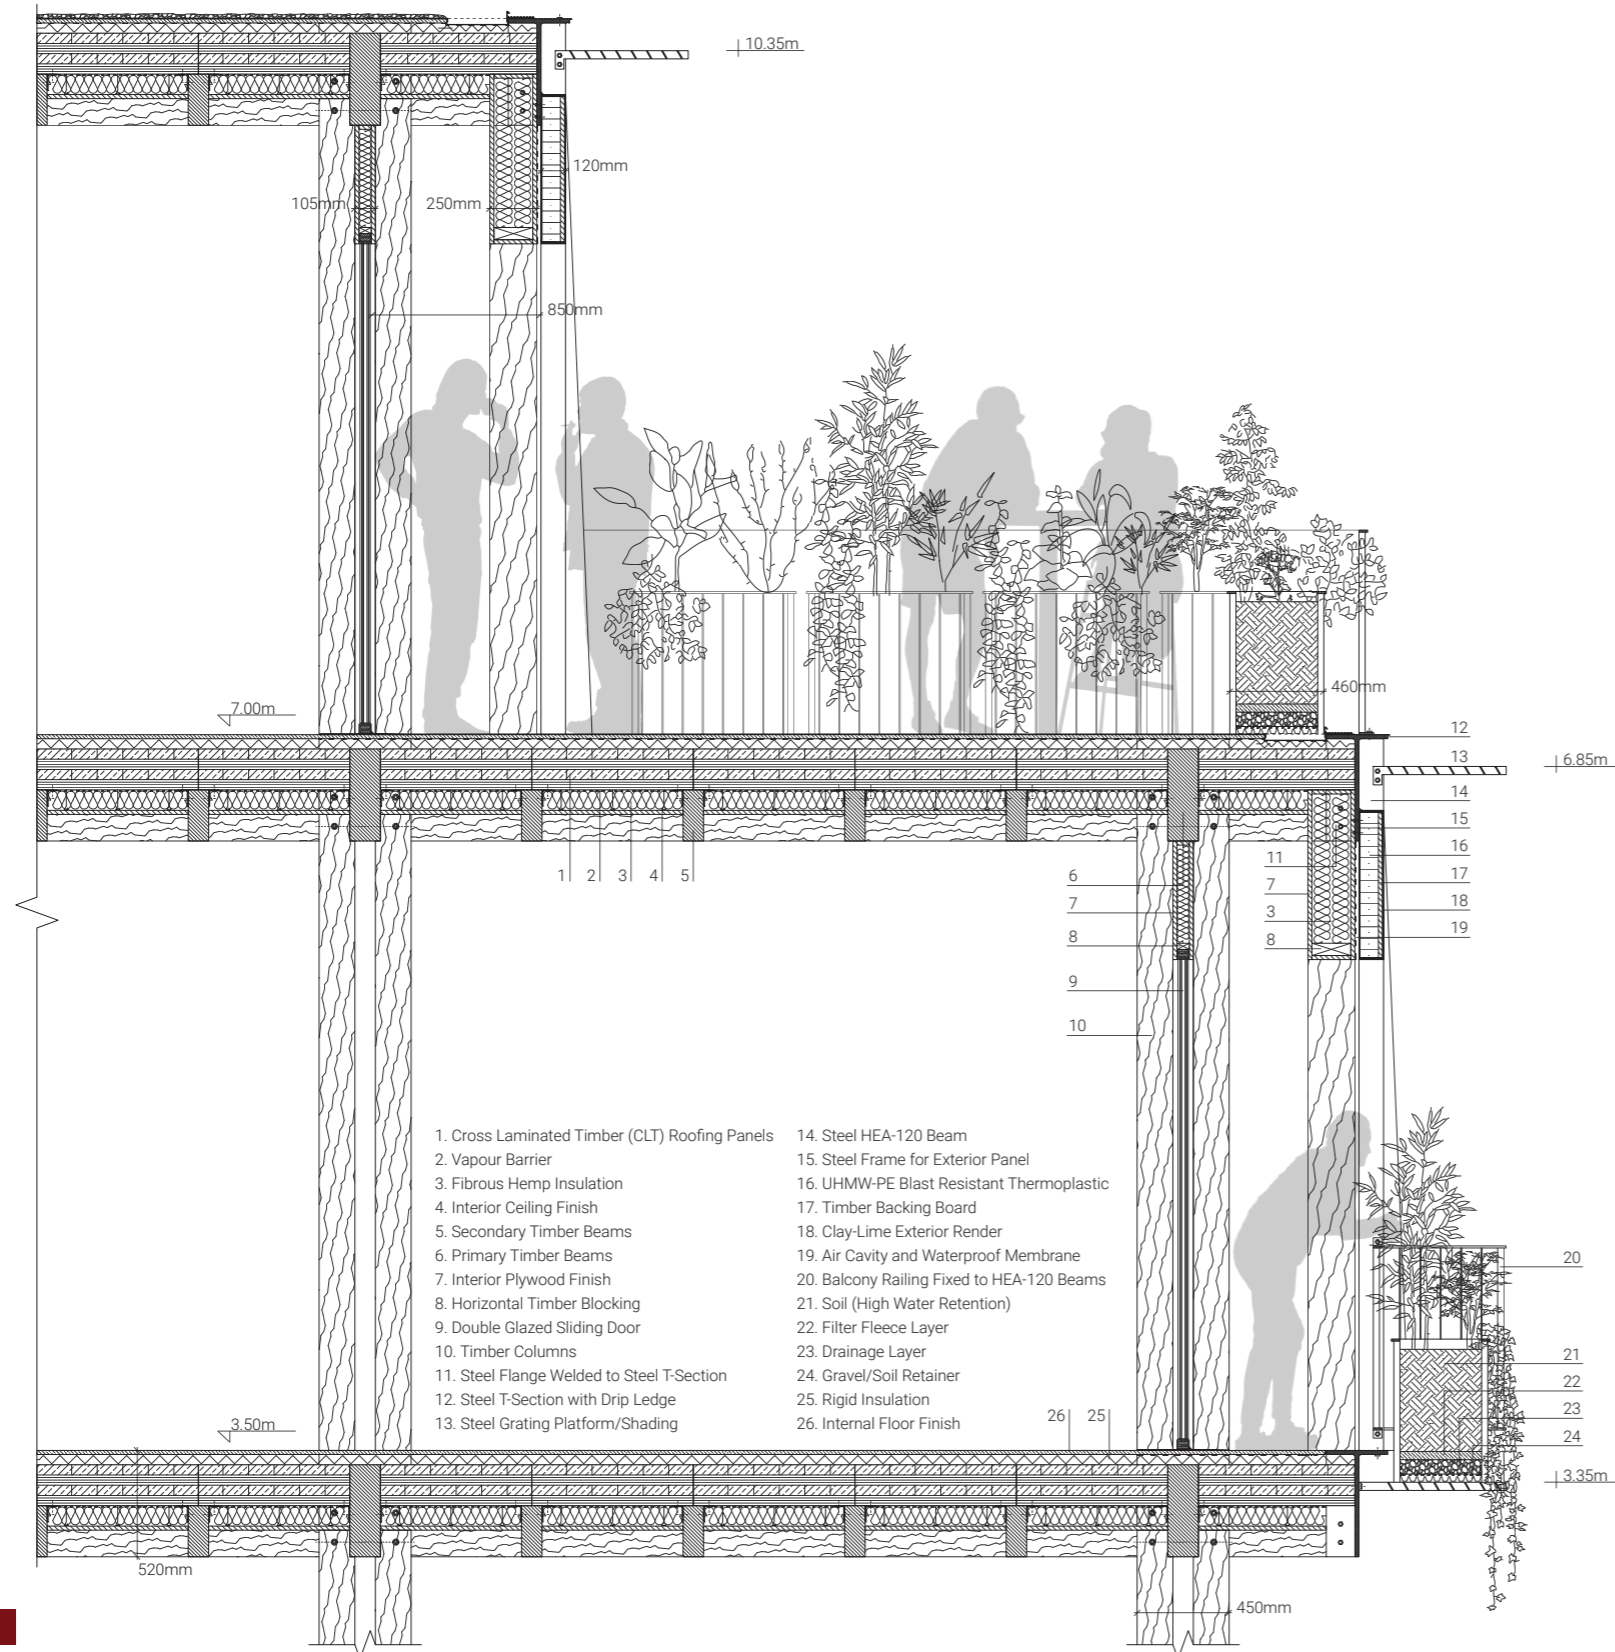 10.35m
120mm
105mm
250mm
850mm
460mm
7.00m
12
13
6.85m
14
15
16
17
18
19
11
7
3
8
1
2
3
4
5
6
7
8
9
10
1. Cross Laminated Timber (CLT) Roofing Panels
2. Vapour Barrier
3. Fibrous Hemp Insulation
4. Interior Ceiling Finish
5. Secondary Timber Beams
6. Primary Timber Beams
7. Interior Plywood Finish
8. Horizontal Timber Blocking
9. Double Glazed Sliding Door
10. Timber Columns
11. Steel Flange Welded to Steel T-Section
12. Steel T-Section with Drip Ledge
13. Steel Grating Platform/Shading
14. Steel HEA-120 Beam
15. Steel Frame for Exterior Panel
16. UHMW-PE Blast Resistant Thermoplastic
17. Timber Backing Board
18. Clay-Lime Exterior Render
19. Air Cavity and Waterproof Membrane
20. Balcony Railing Fixed to HEA-120 Beams
21. Soil (High Water Retention)
22. Filter Fleece Layer
23. Drainage Layer
24. Gravel/Soil Retainer
25. Rigid Insulation
26. Internal Floor Finish
20
21
22
23
24
26
25
3.50m
3.35m
520mm
450mm